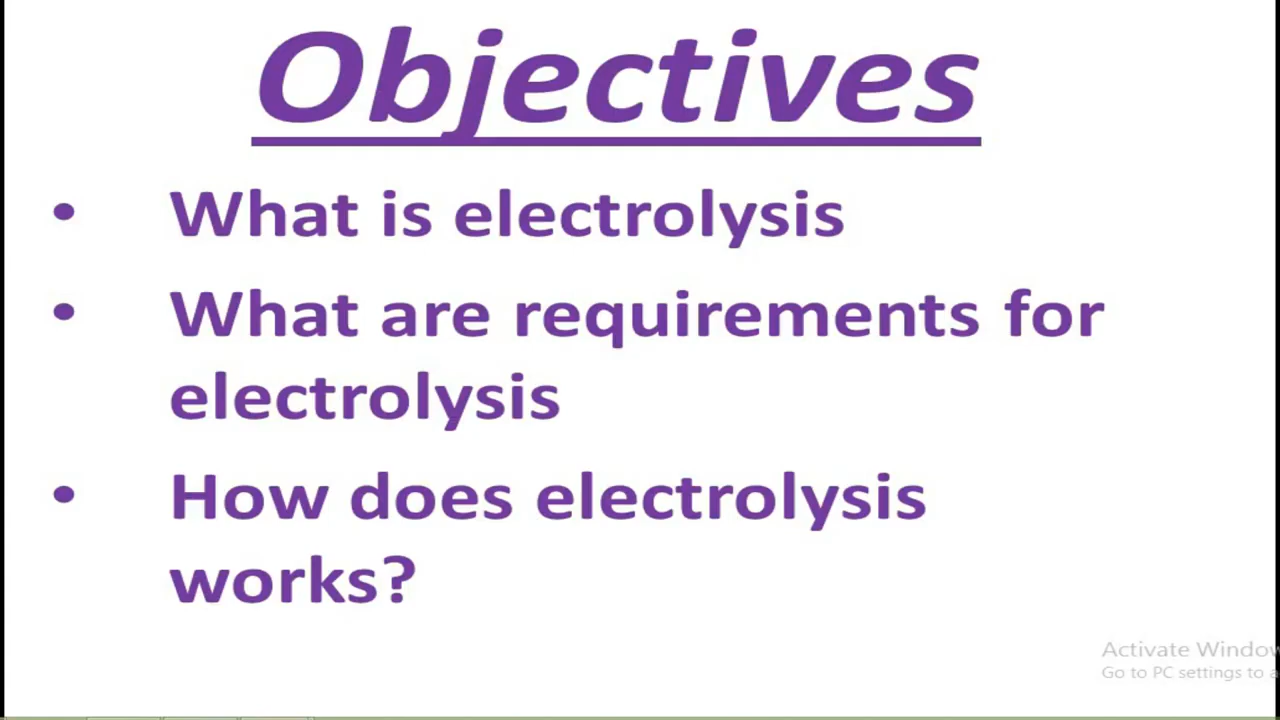 Objectives
• What is electrolysis
• What are requirements for
electrolysis
• How does electrolysis
works?
Activate Window
Go to PC settings to a